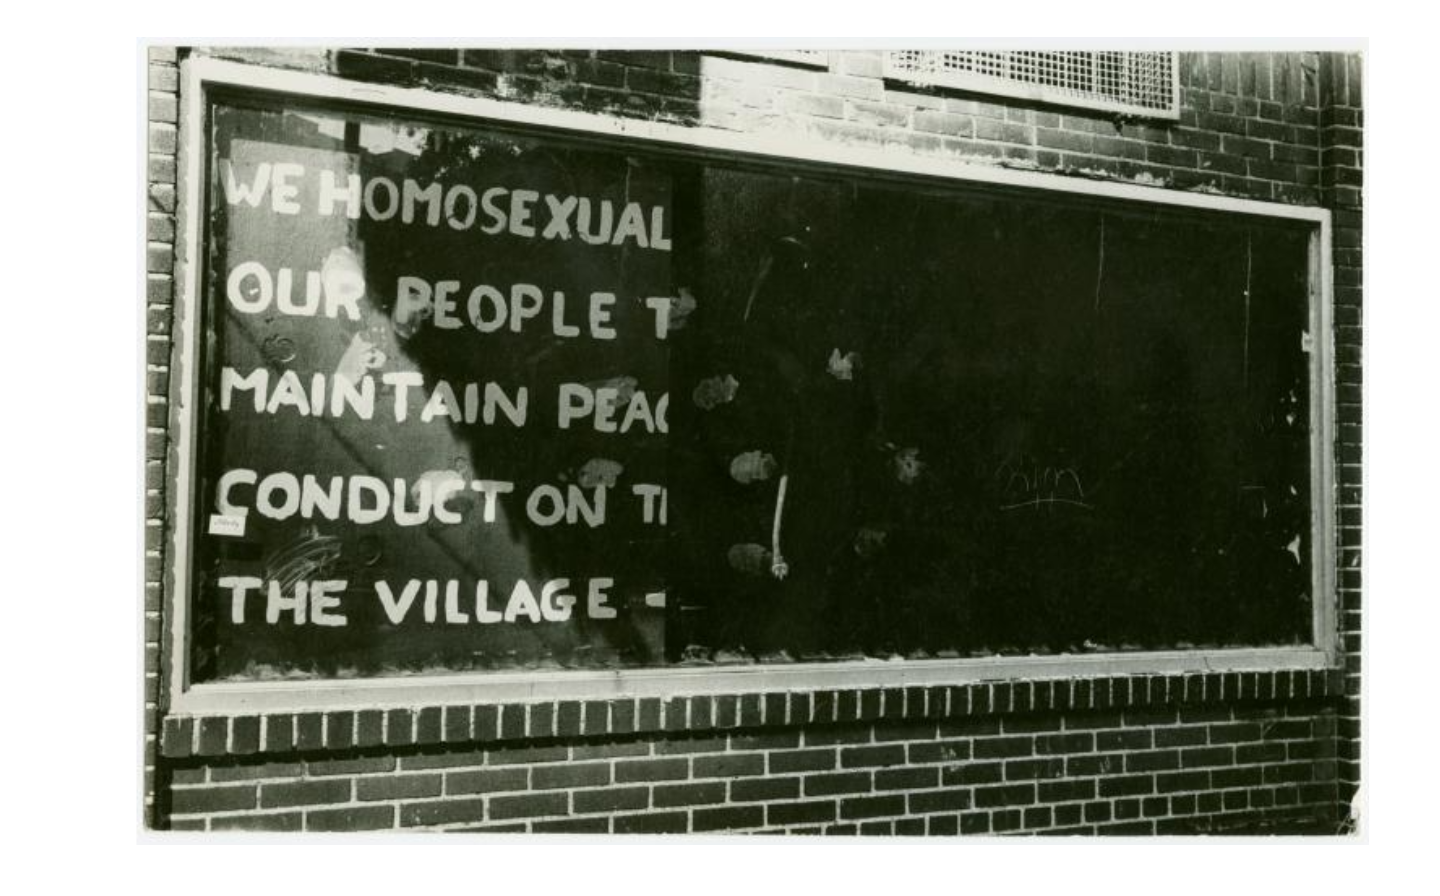 WE HOMOSEXUAL
OUR PEOPLE T
MAINTAIN PEAC
CONDUCT ON T
THE VILLAGE -